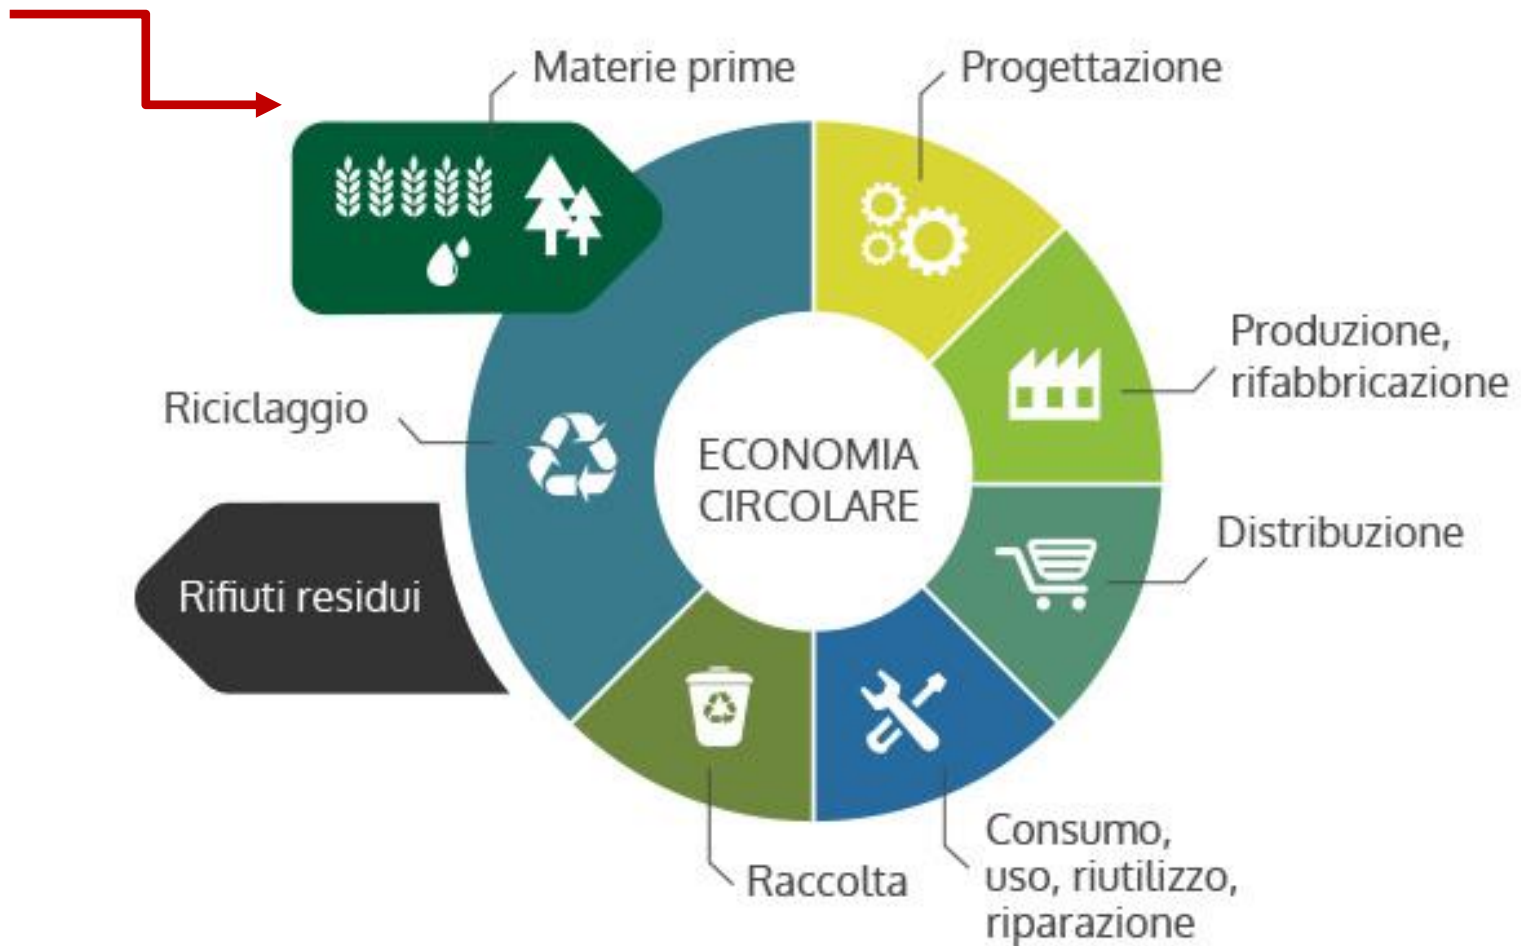 Materie prime
Progettazione
Produzione,
rifabbricazione
Riciclaggio
ECONOMIA
CIRCOLARE
Distribuzione
Rifiuti residui
Consumo,
uso, riutilizzo,
riparazione
Raccolta